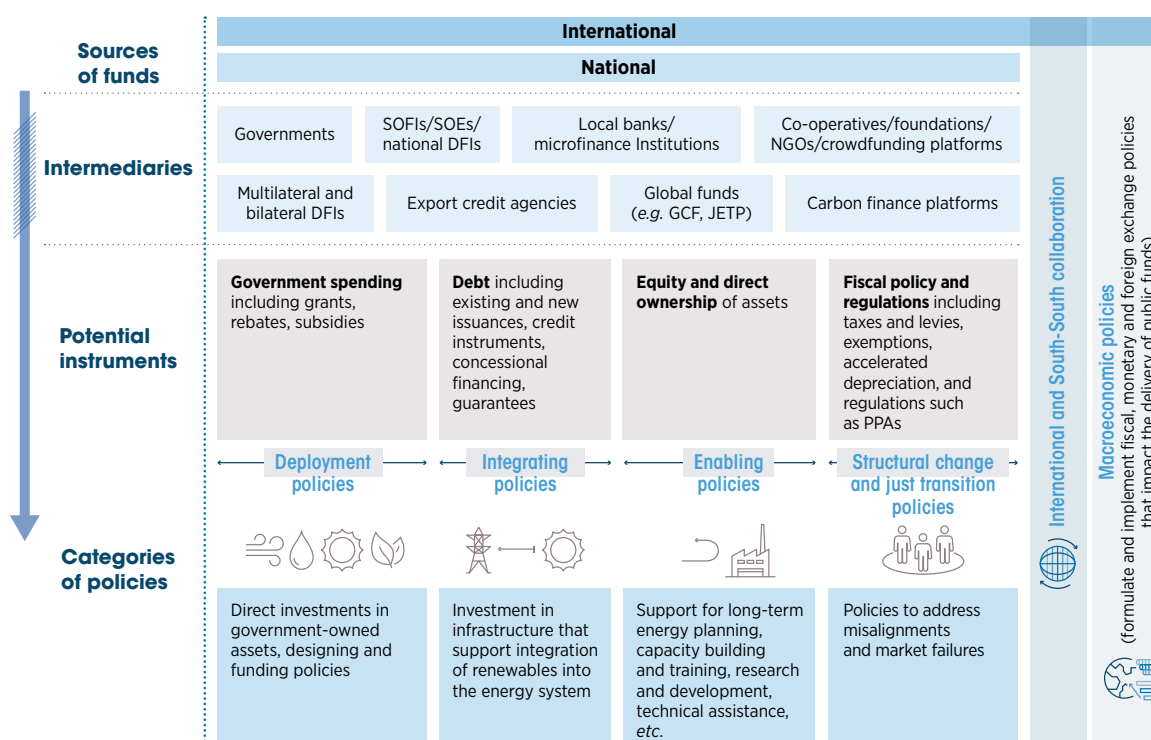 International
National
Sources
of funds
Governments
SOFIs/SOEs/
national DFIs
Local banks/
microfinance Institutions
Co-operatives/foundations/
NGOs/crowdfunding platforms
Intermediaries
Multilateral and
bilateral DFIs
Export credit agencies
Global funds
(e.g. GCF, JETP)
Carbon finance platforms
Potential
instruments
Government spending
including grants,
rebates, subsidies
Debt including
existing and new
issuances, credit
instruments,
concessional
financing,
guarantees
Equity and direct
ownership of assets
Fiscal policy and
regulations including
taxes and levies,
exemptions,
accelerated
depreciation, and
regulations such
as PPAs
Deployment
policies
Integrating
policies
Enabling
policies
Structural change
and just transition
policies
Categories
of policies
Direct investments in
government-owned
assets, designing and
funding policies
Investment in
infrastructure that
support integration
of renewables into
the energy system
Support for long-term
energy planning,
capacity building
and training, research
and development,
technical assistance,
etc.
Policies to address
misalignments
and market failures
International and South-South collaboration
Macroeconomic policies
(formulate and implement fiscal, monetary and foreign exchange policies
that impact the delivery of public funds)